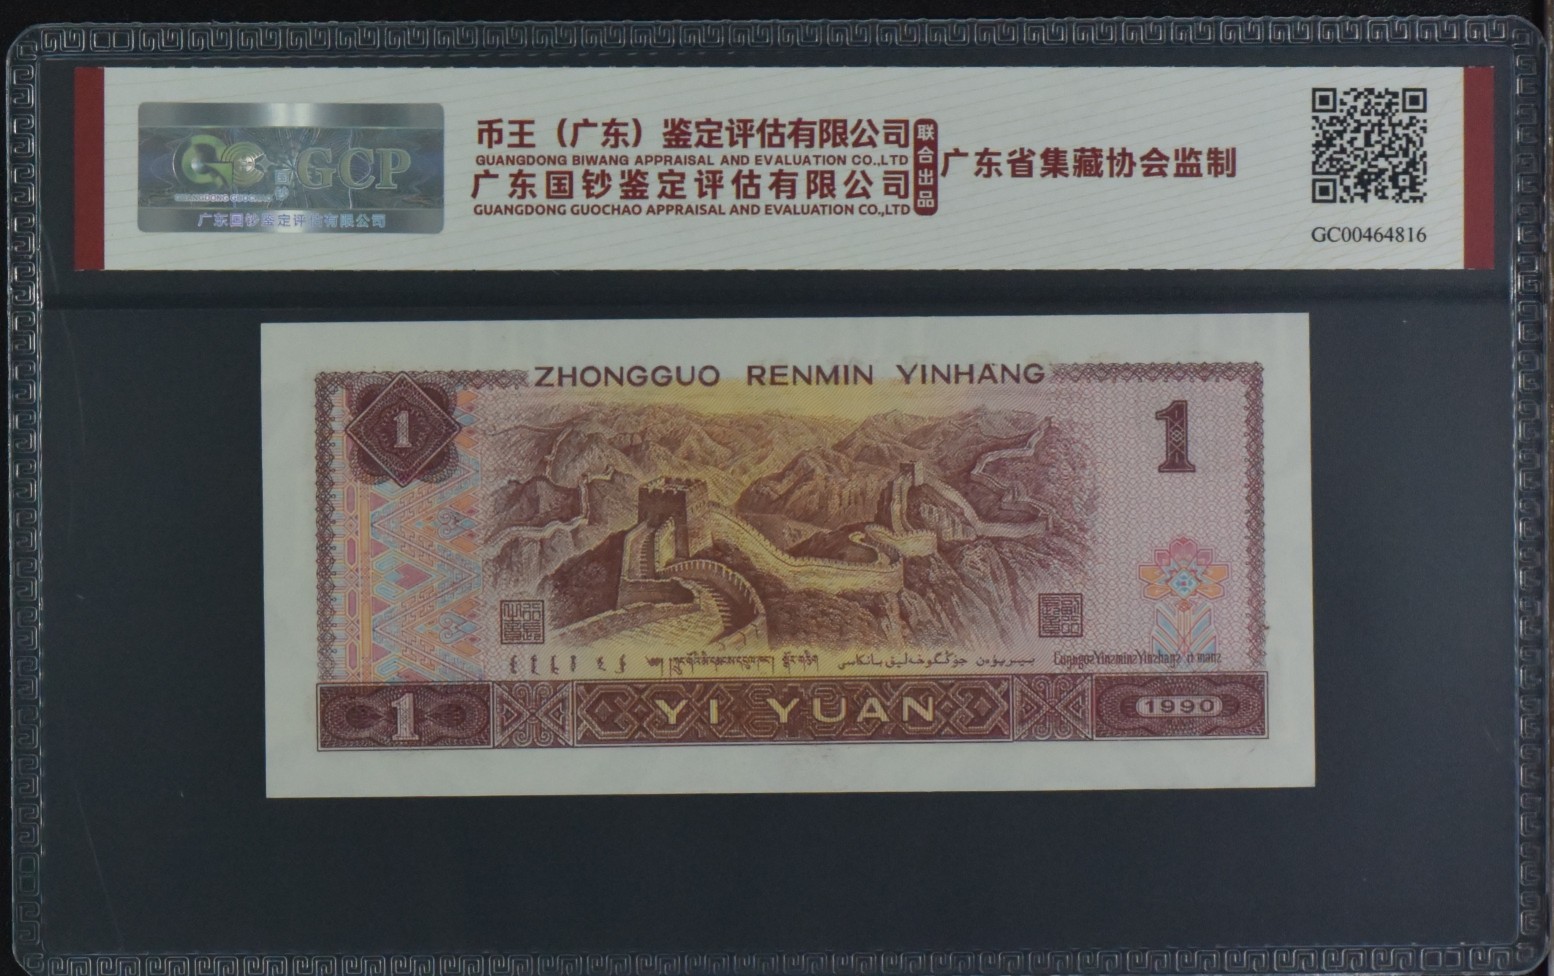 GCP
GUANGDONG GUOCHAO
广东国钞鉴定评估有限公司
币王（广东）鉴定评估有限公司
GUANGDONG BIWANG APPRAISAL AND EVALUATION CO.,LTD
广东国钞鉴定评估有限公司
GUANGDONG GUOCHAO APPRAISAL AND EVALUATION CO.,LTD
联合出品
广东省集藏协会监制
GC00464816
ZHONGGUO RENMIN YINHANG
1
1
1
YI YUAN
1990